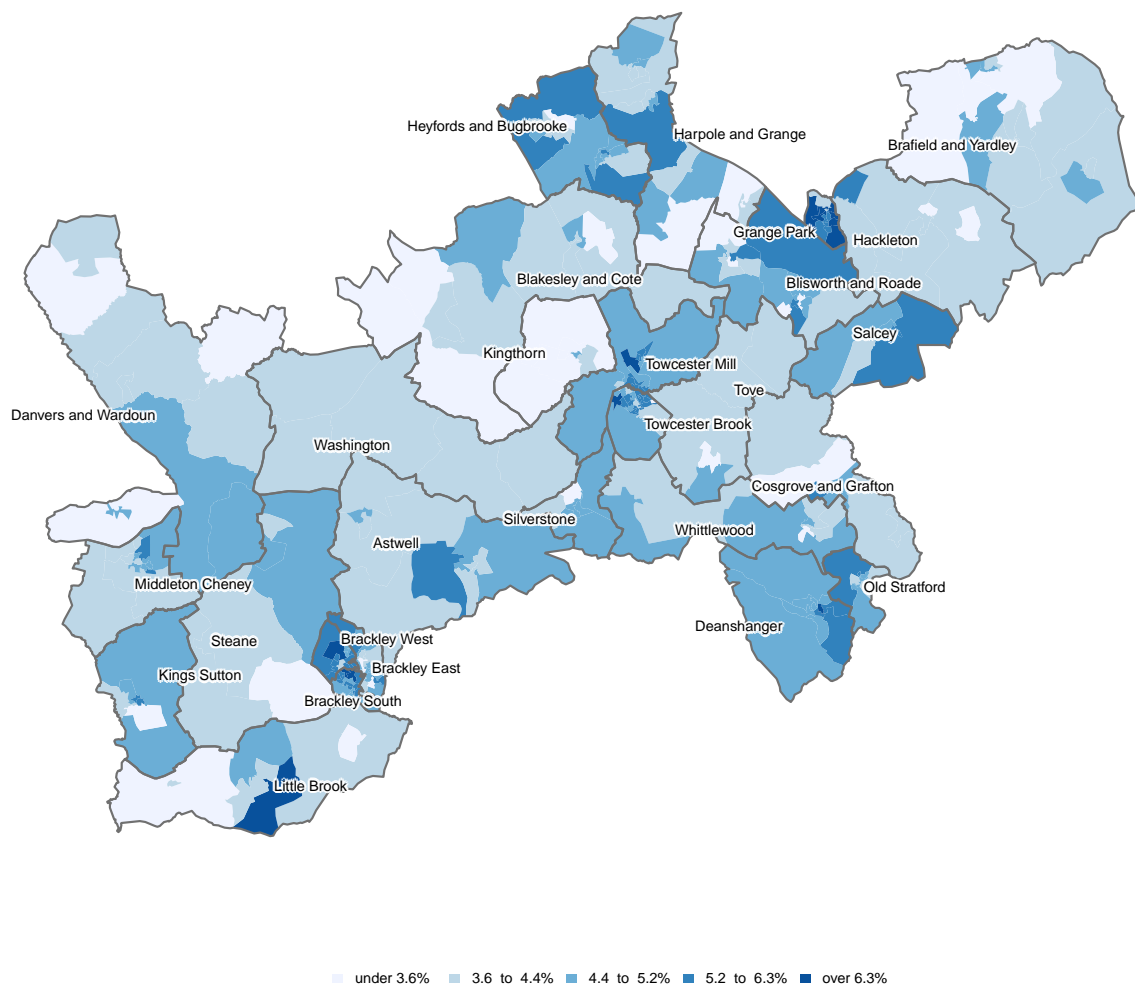 Heyfords and Bugbrooke
Harpole and Grange
Brafield and Yardley
Grange Park
Hackleton
Blakesley and Cote
Blisworth and Roade
Salcey
Kingthorn
Towcester Mill
Tove
Danvers and Wardoun
Towcester Brook
Washington
Cosgrove and Grafton
Silverstone
Whittlewood
Astwell
Middleton Cheney
Old Stratford
Deanshanger
Steane
Brackley West
Brackley East
Kings Sutton
Brackley South
Little Brook
under 3.6% 3.6 to 4.4% 4.4 to 5.2% 5.2 to 6.3% over 6.3%